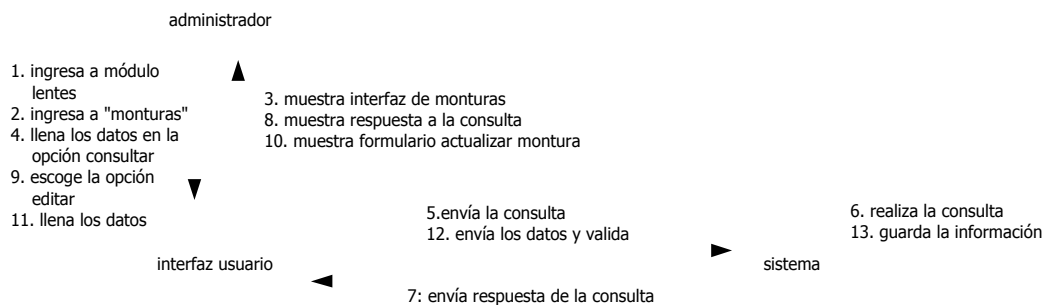 administrador
1. ingresa a módulo
lentes
2. ingresa a "monturas"
4. llena los datos en la
opción consultar
9. escoge la opción
editar
11. llena los datos
3. muestra interfaz de monturas
8. muestra respuesta a la consulta
10. muestra formulario actualizar montura
5.envía la consulta
12. envía los datos y valida
6. realiza la consulta
13. guarda la información
interfaz usuario
sistema
7: envía respuesta de la consulta